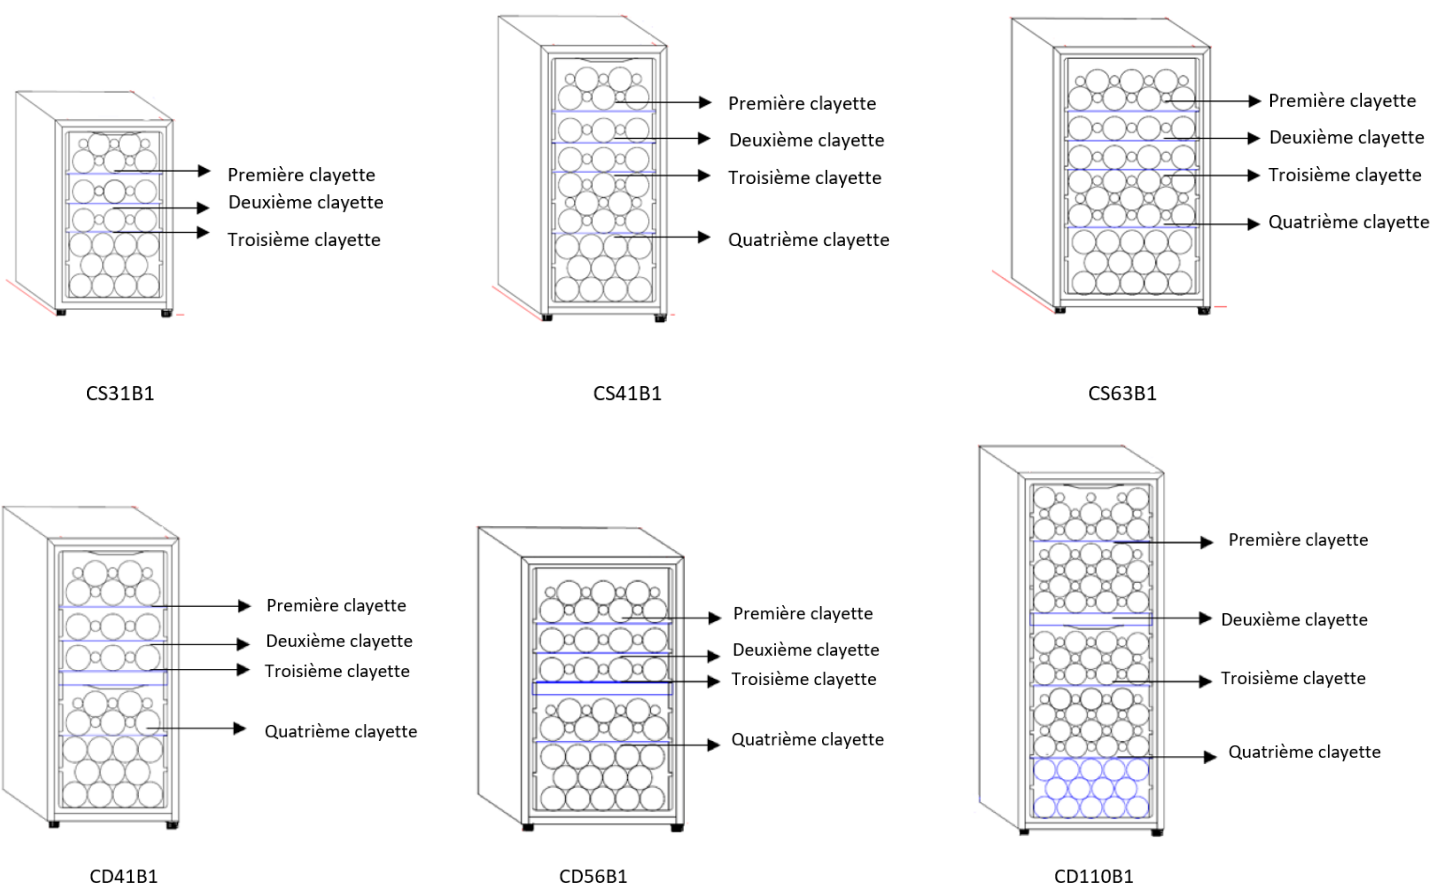 Première clayette
Deuxième clayette
Troisième clayette
CS31B1
Première clayette
Deuxième clayette
Troisième clayette
Quatrième clayette
CS41B1
Première clayette
Deuxième clayette
Troisième clayette
Quatrième clayette
CS63B1
Première clayette
Deuxième clayette
Troisième clayette
Quatrième clayette
CD41B1
Première clayette
Deuxième clayette
Troisième clayette
Quatrième clayette
CD56B1
Première clayette
Deuxième clayette
Troisième clayette
Quatrième clayette
CD110B1